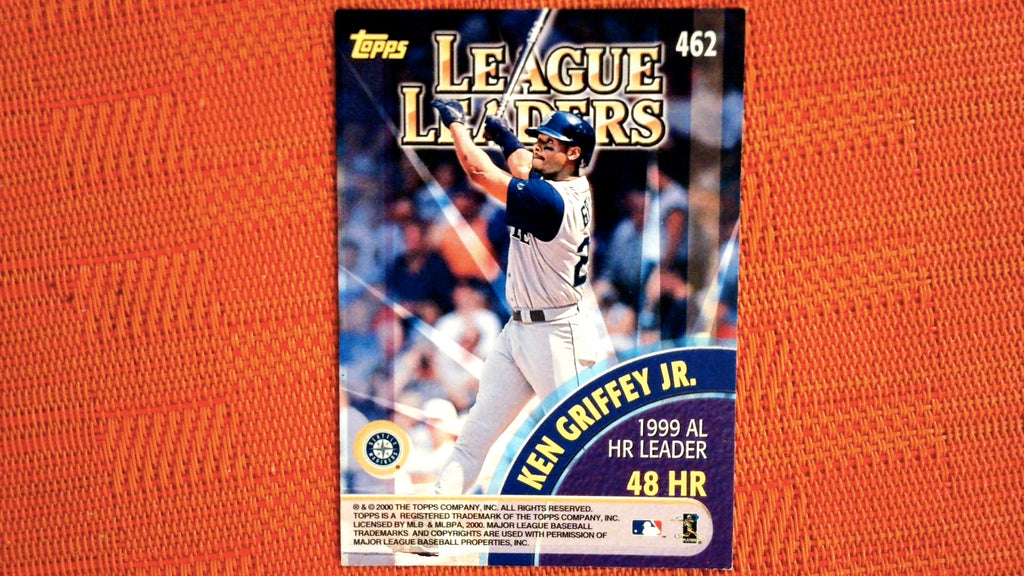 Topps
462
LEAGUE
LEADERS
KEN GRIFFEY JR.
1999 AL
HR LEADER
48 HR
SEATTLE
MARINERS
® & © 2000 THE TOPPS COMPANY, INC. ALL RIGHTS RESERVED.
TOPPS IS A REGISTERED TRADEMARK OF THE TOPPS COMPANY, INC.
LICENSED BY MLB & MLBPA, 2000. MAJOR LEAGUE BASEBALL
TRADEMARKS AND COPYRIGHTS ARE USED WITH PERMISSION OF
MAJOR LEAGUE BASEBALL PROPERTIES, INC.